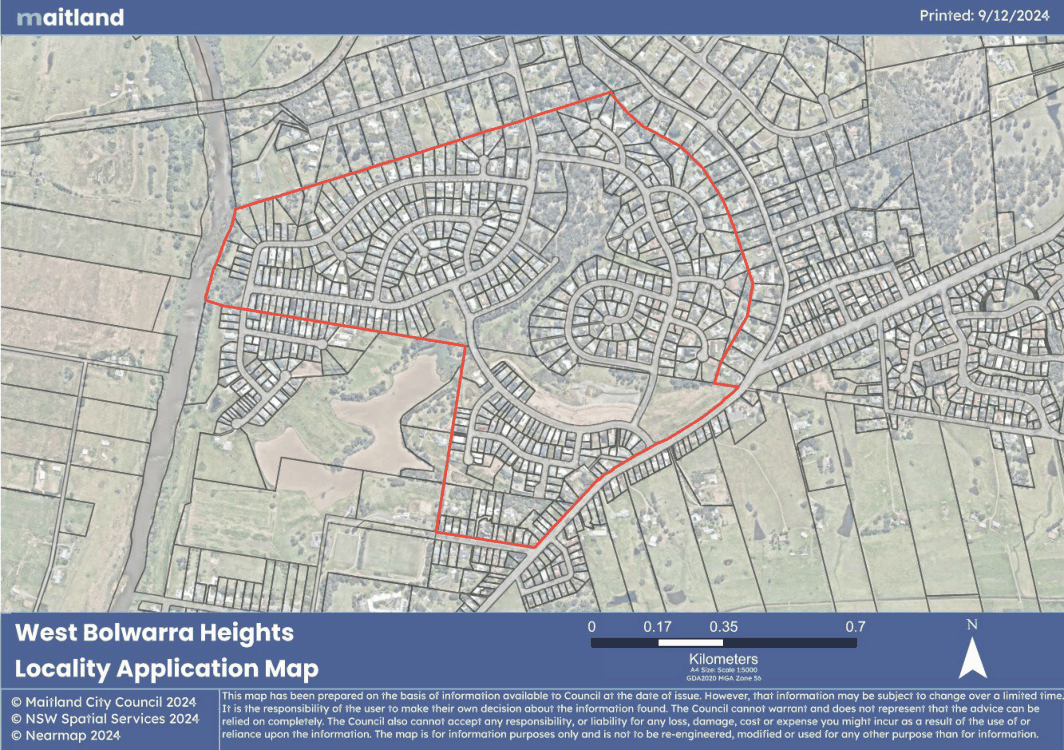 maitland
Printed: 9/12/2024
West Bolwarra Heights
Locality Application Map
0 0.17 0.35 0.7
Kilometers
A4 Size: Scale 1:5000
GDA2020 MGA Zone 56
N
© Maitland City Council 2024
© NSW Spatial Services 2024
© Nearmap 2024
This map has been prepared on the basis of information available to Council at the date of issue. However, that information may be subject to change over a limited time.
It is the responsibility of the user to make their own decision about the information found. The Council cannot warrant and does not represent that the advice can be
relied on completely. The Council also cannot accept any responsibility, or liability for any loss, damage, cost or expense you might incur as a result of the use of or
reliance upon the information. The map is for information purposes only and is not to be re-engineered, modified or used for any other purpose than for information.